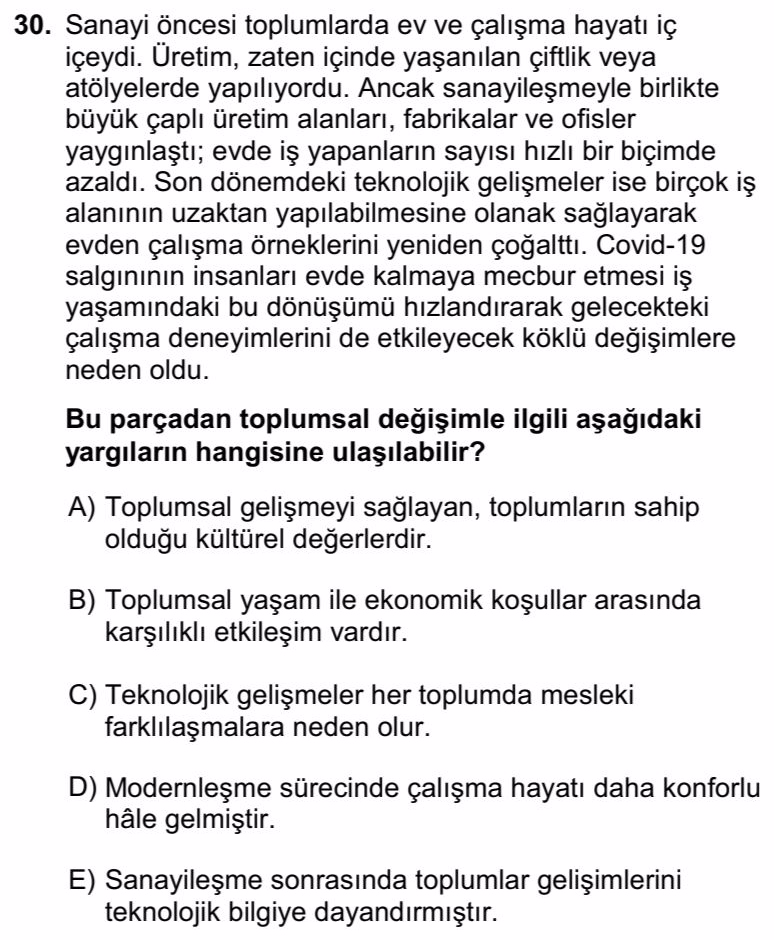 30. Sanayi öncesi toplumlarda ev ve çalışma hayatı iç
içeydi. Üretim, zaten içinde yaşanılan çiftlik veya
atölyelerde yapılıyordu. Ancak sanayileşmeyle birlikte
büyük çaplı üretim alanları, fabrikalar ve ofisler
yaygınlaştı; evde iş yapanların sayısı hızlı bir biçimde
azaldı. Son dönemdeki teknolojik gelişmeler ise birçok iş
alanının uzaktan yapılabilmesine olanak sağlayarak
evden çalışma örneklerini yeniden çoğalttı. Covid-19
salgınının insanları evde kalmaya mecbur etmesi iş
yaşamındaki bu dönüşümü hızlandırarak gelecekteki
çalışma deneyimlerini de etkileyecek köklü değişimlere
neden oldu.
Bu parçadan toplumsal değişimle ilgili aşağıdaki
yargıların hangisine ulaşılabilir?
A) Toplumsal gelişmeyi sağlayan, toplumların sahip
olduğu kültürel değerlerdir.
B) Toplumsal yaşam ile ekonomik koşullar arasında
karşılıklı etkileşim vardır.
C) Teknolojik gelişmeler her toplumda mesleki
farklılaşmalara neden olur.
D) Modernleşme sürecinde çalışma hayatı daha konforlu
hâle gelmiştir.
E) Sanayileşme sonrasında toplumlar gelişimlerini
teknolojik bilgiye dayandırmıştır.